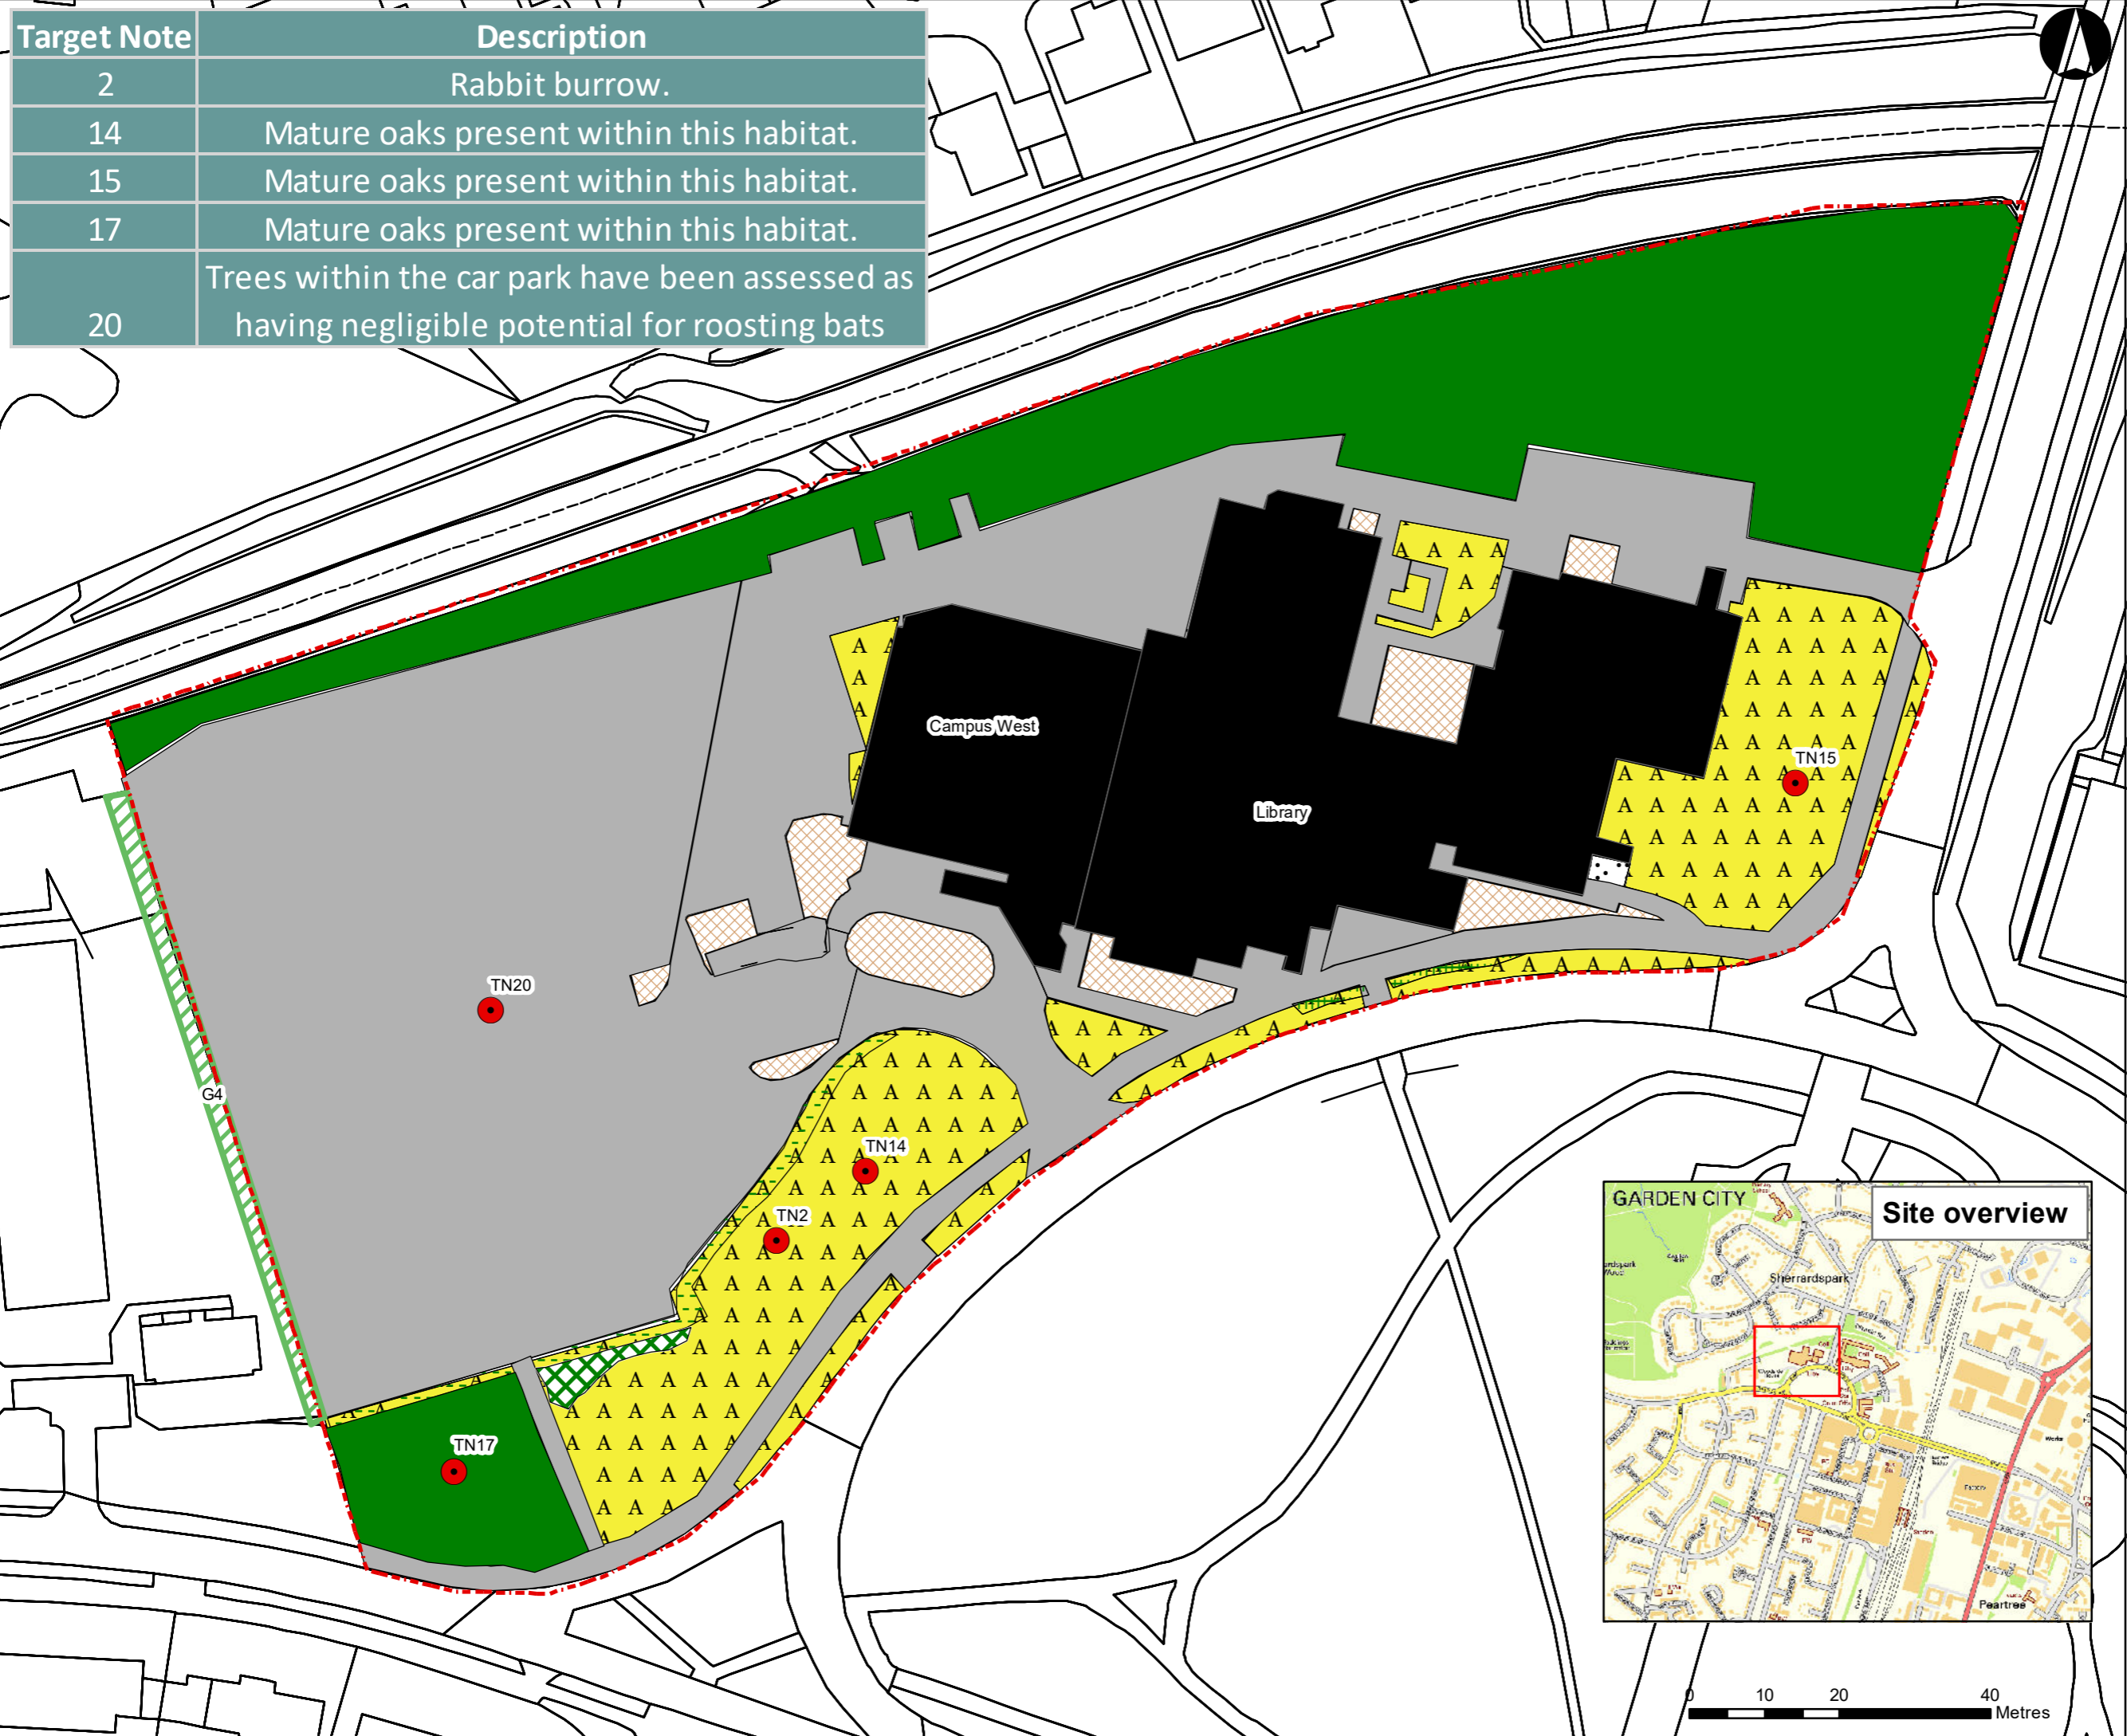 Target Note Description
2 Rabbit burrow.
14 Mature oaks present within this habitat.
15 Mature oaks present within this habitat.
17 Mature oaks present within this habitat.
20 Trees within the car park have been assessed as
having negligible potential for roosting bats
Campus West
Library
TN15
TN20
G4
TN14
TN2
TN17
GARDEN CITY
Site overview
Sherrardspark
Peartree
0 10 20 40
Metres